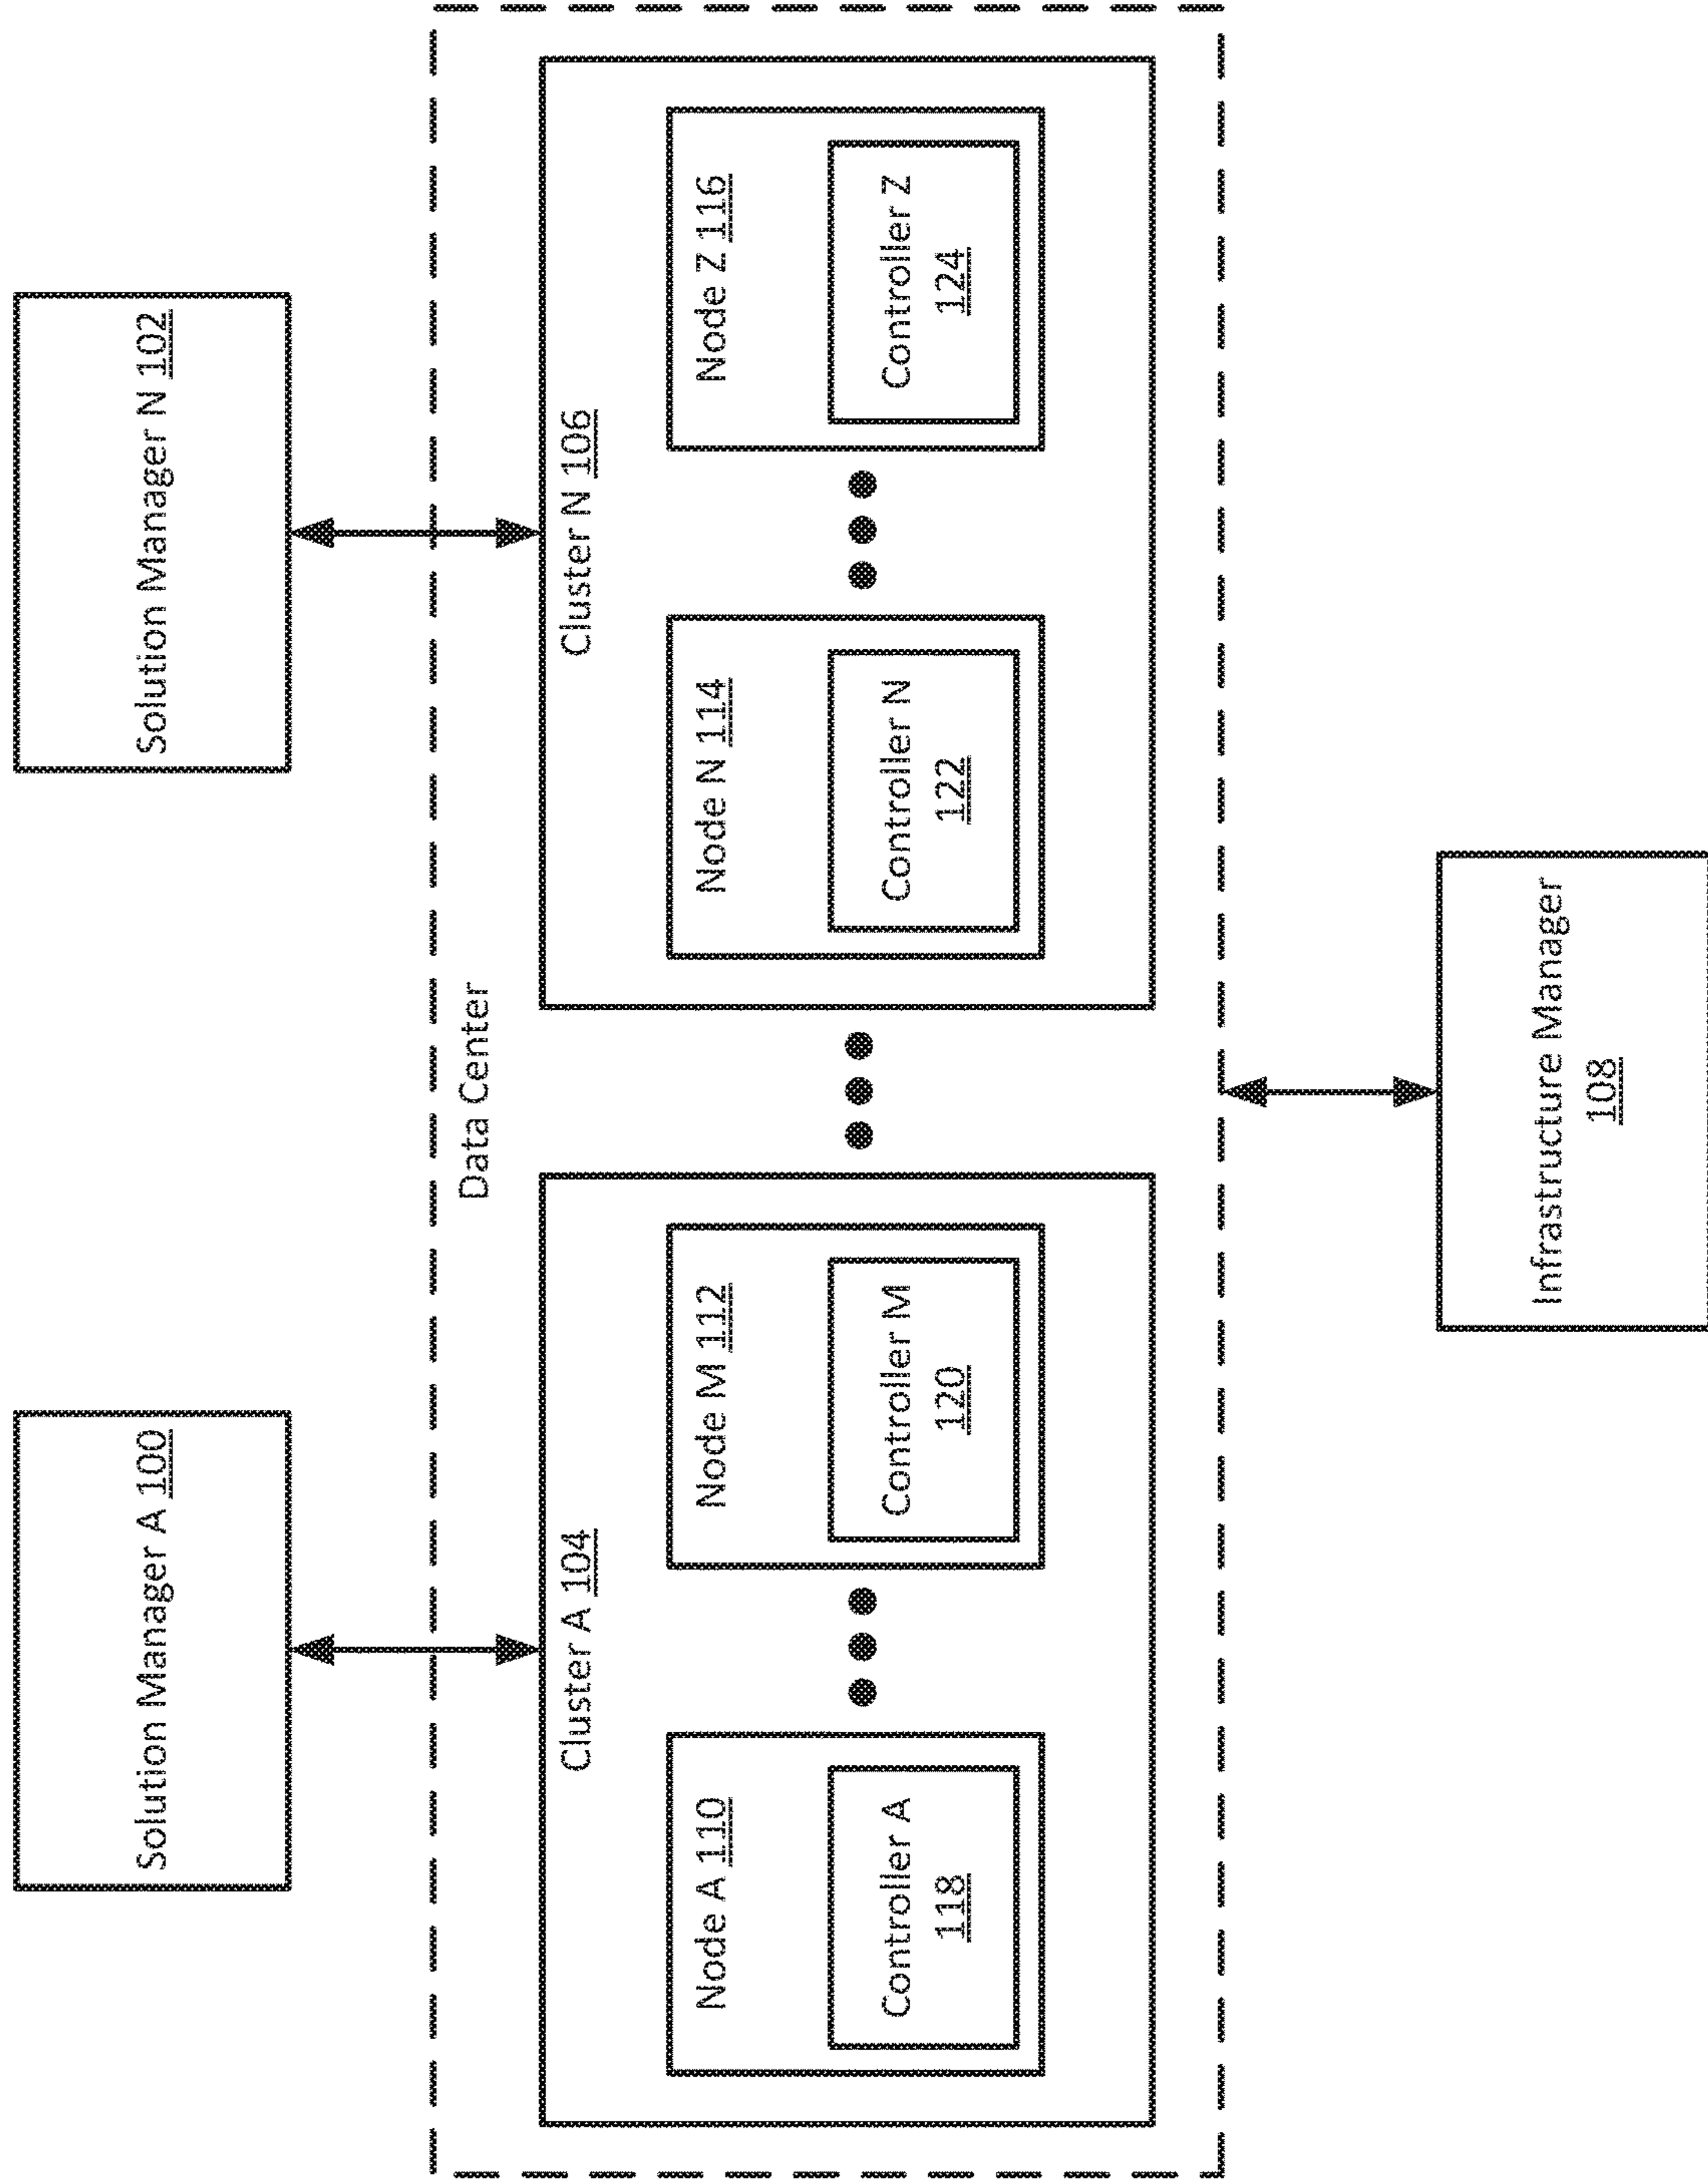 Solution Manager A 100
Solution Manager N 102
Data Center
Cluster A 104
Node A 110
Controller A
118
Node M 112
Controller M
120
Cluster N 106
Node N 114
Controller N
122
Node Z 116
Controller Z
124
Infrastructure Manager
108